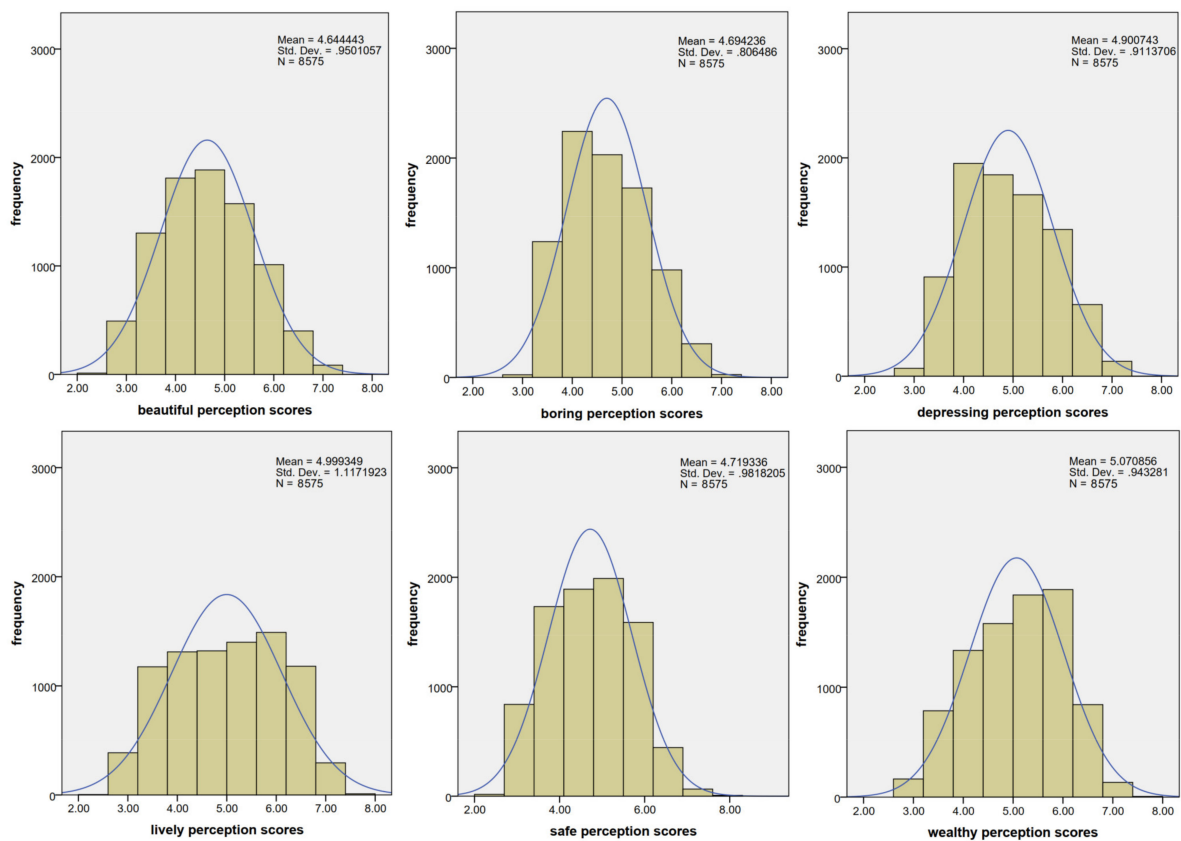 3000
2000
1000
0
frequency
Mean = 4.644443
Std. Dev. = .9501057
N = 8575
2.00 3.00 4.00 5.00 6.00 7.00 8.00
beautiful perception scores
3000
2000
1000
0
frequency
Mean = 4.694236
Std. Dev. = .806486
N = 8575
2.00 3.00 4.00 5.00 6.00 7.00 8.00
boring perception scores
3000
2000
1000
0
frequency
Mean = 4.900743
Std. Dev. = .9113706
N = 8575
2.00 3.00 4.00 5.00 6.00 7.00 8.00
depressing perception scores
3000
2000
1000
0
frequency
Mean = 4.999349
Std. Dev. = 1.1171923
N = 8575
2.00 3.00 4.00 5.00 6.00 7.00 8.00
lively perception scores
3000
2000
1000
0
frequency
Mean = 4.719336
Std. Dev. = .9818205
N = 8575
2.00 4.00 6.00 8.00
safe perception scores
3000
2000
1000
0
frequency
Mean = 5.070856
Std. Dev. = .943281
N = 8575
2.00 3.00 4.00 5.00 6.00 7.00 8.00
wealthy perception scores